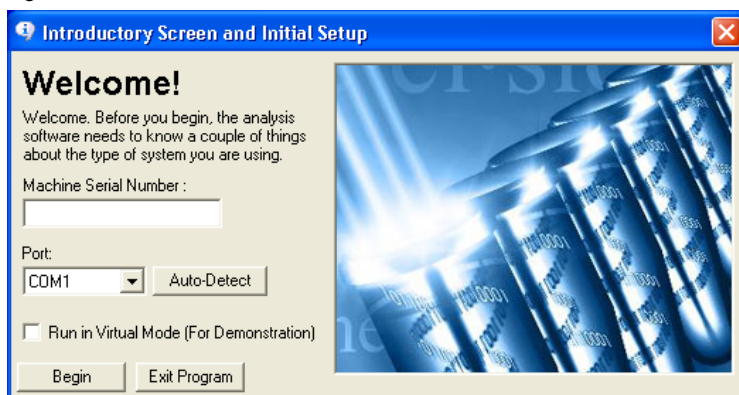 Introductory Screen and Initial Setup
Welcome!
Welcome. Before you begin, the analysis
software needs to know a couple of things
about the type of system you are using.
Machine Serial Number :
Port:
COM1
Auto-Detect
Run in Virtual Mode (For Demonstration)
Begin
Exit Program